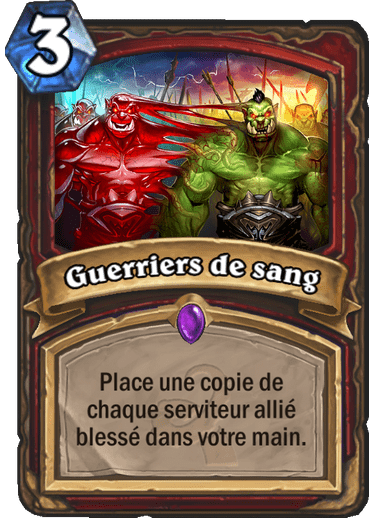 3
Guerriers de sang
Place une copie de
chaque serviteur allié
blessé dans votre main.